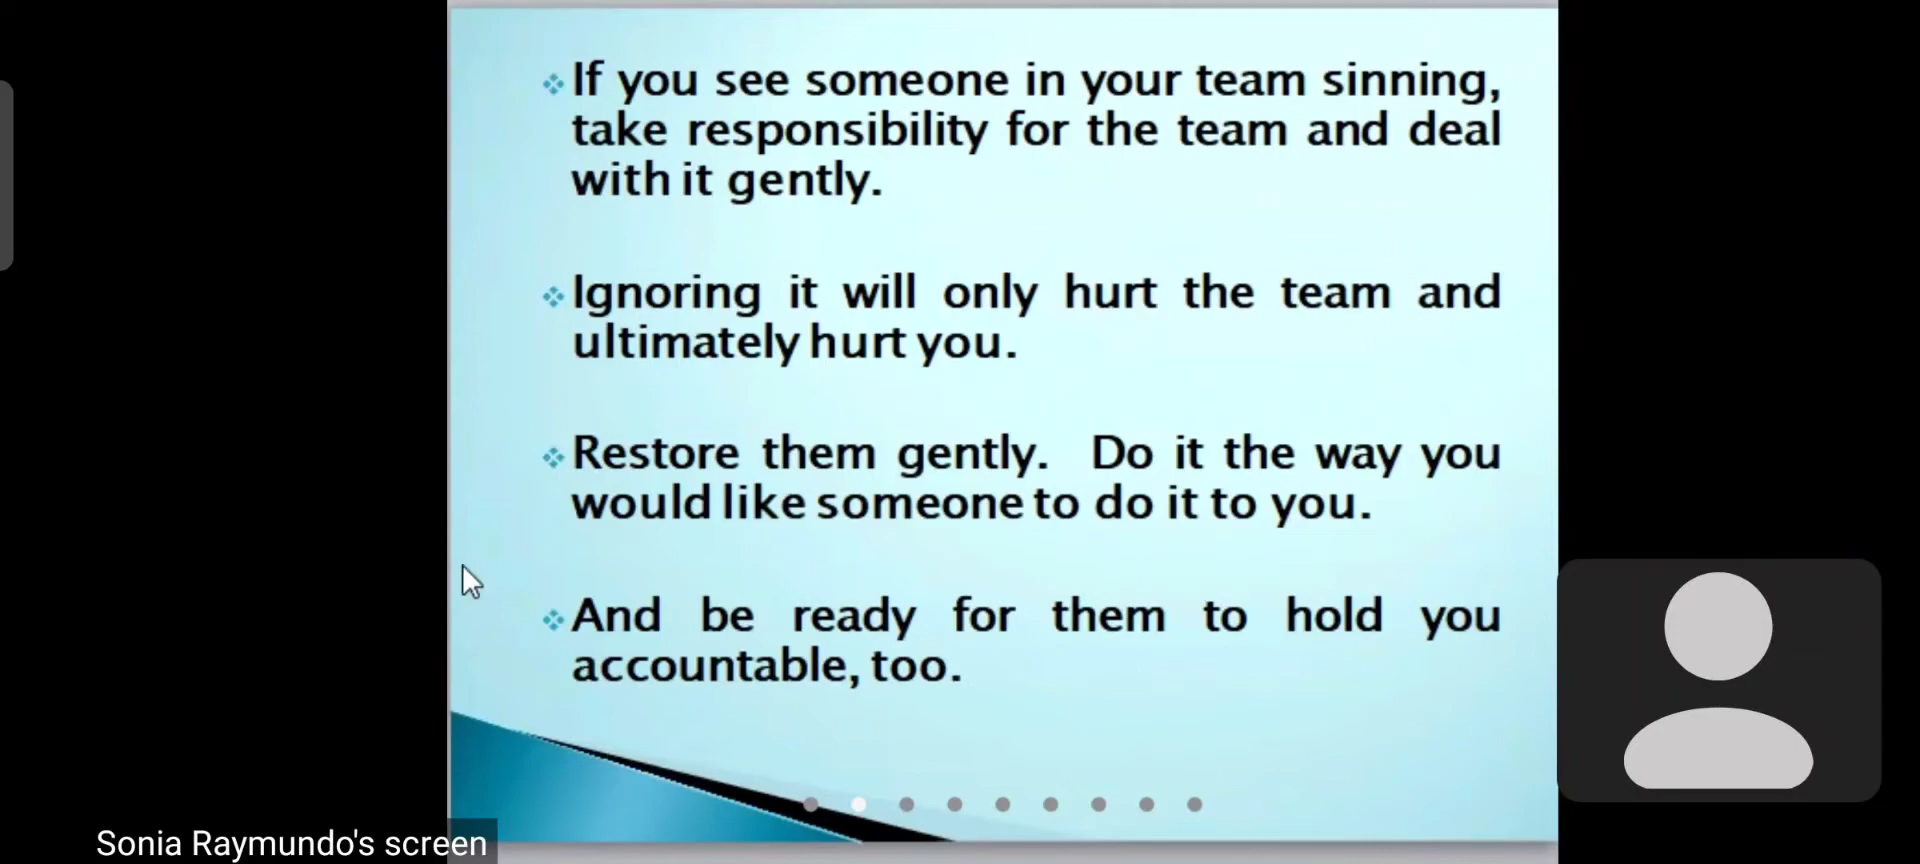 If you see someone in your team sinning,
take responsibility for the team and deal
with it gently.
Ignoring it will only hurt the team and
ultimately hurt you.
Restore them gently. Do it the way you
would like someone to do it to you.
And be ready for them to hold you
accountable, too.
Sonia Raymundo's screen